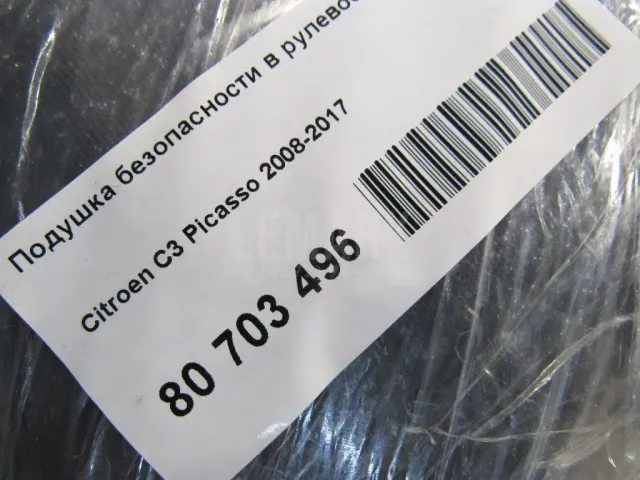 Подушка безопасности в рулевое
Citroen C3 Picasso 2008-2017
80 703 496